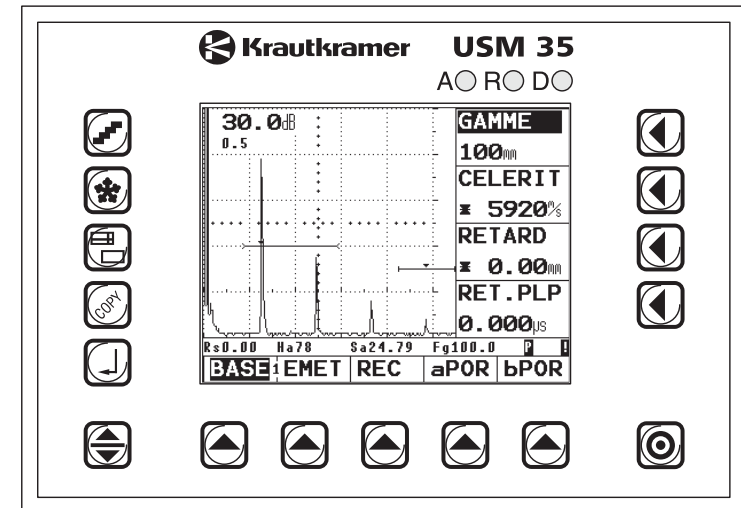 Krautkramer USM 35
A R D
30.0dB
0.5
GAMME
100mm
CELERIT
5920m/s
RETARD
0.00mm
RET.PLP
0.000µs
Rs0.00 Ha78 Sa24.79 Fg100.0 P !
BASE 1 EMET REC aPOR bPOR
COPY